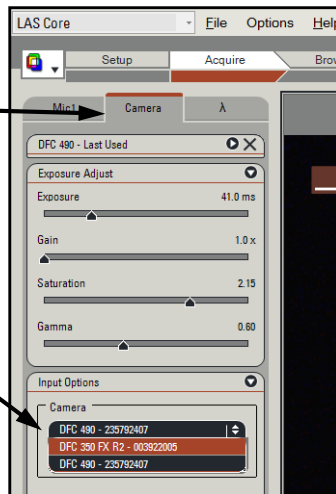 LAS Core
File Options Help
Setup Acquire Brow
Mic1 Camera λ
DFC 490 - Last Used
Exposure Adjust
Exposure 41.0 ms
Gain 1.0 x
Saturation 2.15
Gamma 0.60
Input Options
Camera
DFC 490 - 235792407
DFC 350 FX R2 - 003922005
DFC 490 - 235792407